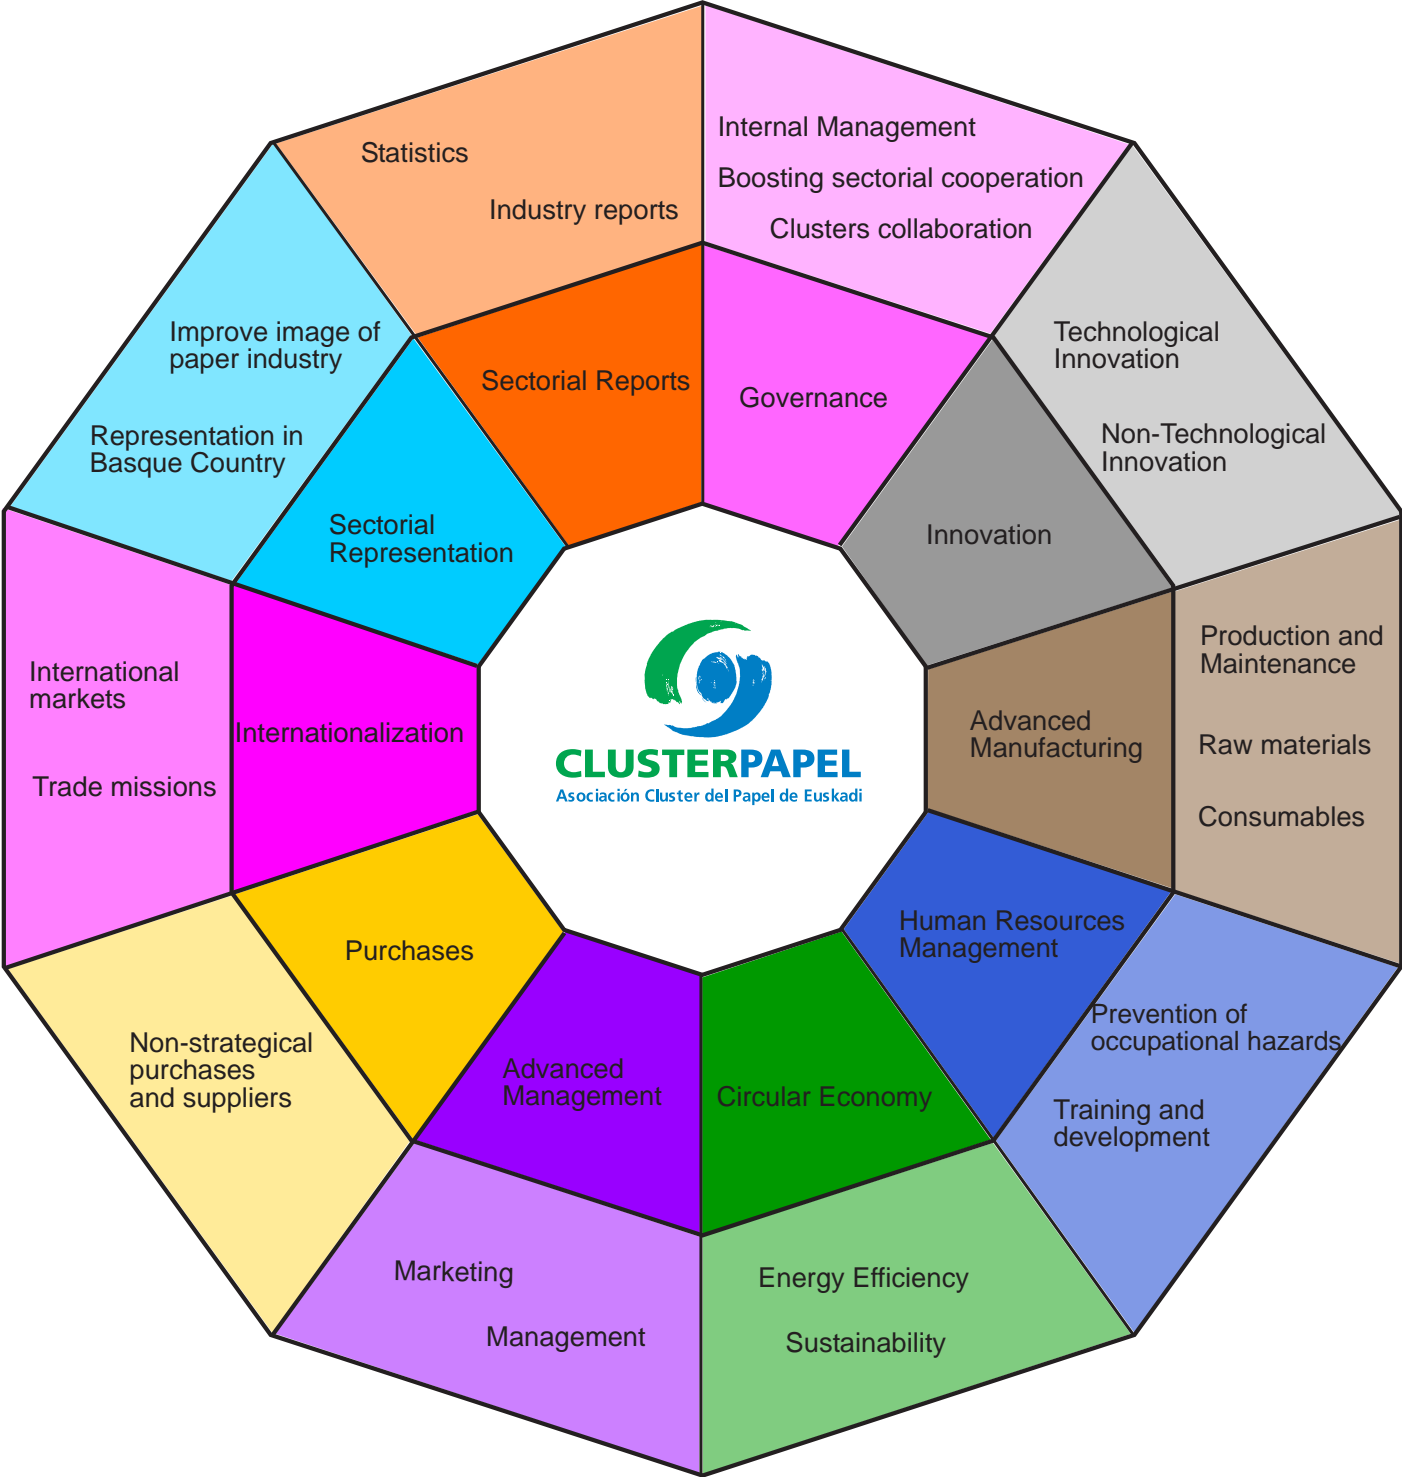 Statistics
Industry reports
Internal Management
Boosting sectorial cooperation
Clusters collaboration
Improve image of
paper industry
Representation in
Basque Country
Sectorial Reports
Governance
Technological
Innovation
Non-Technological
Innovation
Sectorial
Representation
Innovation
International
markets
Trade missions
Internationalization
CLUSTERPAPEL
Asociación Cluster del Papel de Euskadi
Advanced
Manufacturing
Production and
Maintenance
Raw materials
Consumables
Purchases
Human Resources
Management
Non-strategical
purchases
and suppliers
Advanced
Management
Circular Economy
Prevention of
occupational hazards
Training and
development
Marketing
Management
Energy Efficiency
Sustainability